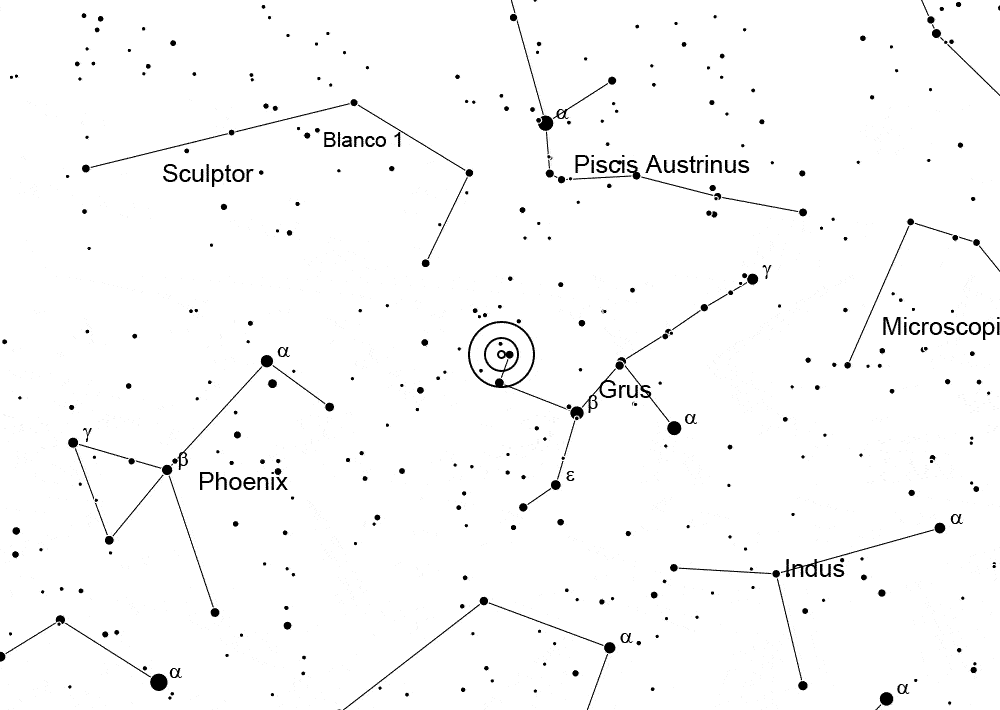 α
Blanco 1
Piscis Austrinus
Sculptor
γ
Microscopi
α
Grus
β
α
γ
β
Phoenix
ε
α
Indus
α
α
α